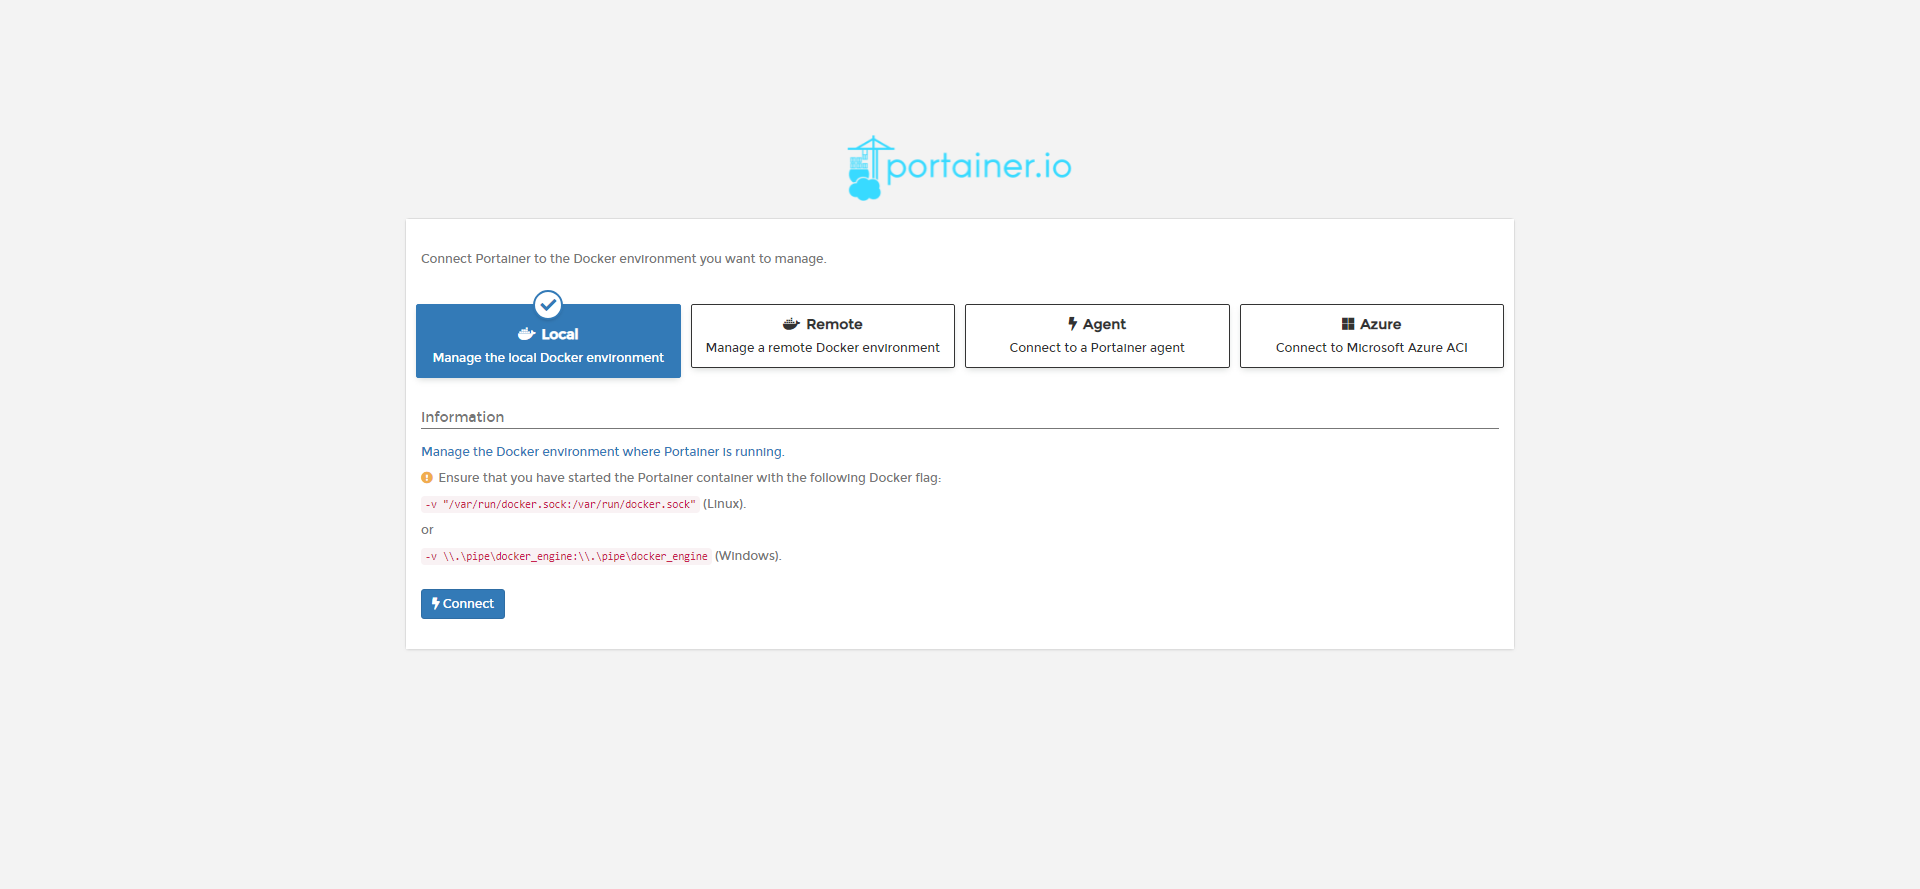 portainer.io
Connect Portainer to the Docker environment you want to manage.
Local
Manage the local Docker environment
Remote
Manage a remote Docker environment
Agent
Connect to a Portainer agent
Azure
Connect to Microsoft Azure ACI
Information
Manage the Docker environment where Portainer is running.
Ensure that you have started the Portainer container with the following Docker flag:
-v "/var/run/docker.sock:/var/run/docker.sock" (Linux).
or
-v \\.\pipe\docker_engine:\\.\pipe\docker_engine (Windows).
Connect